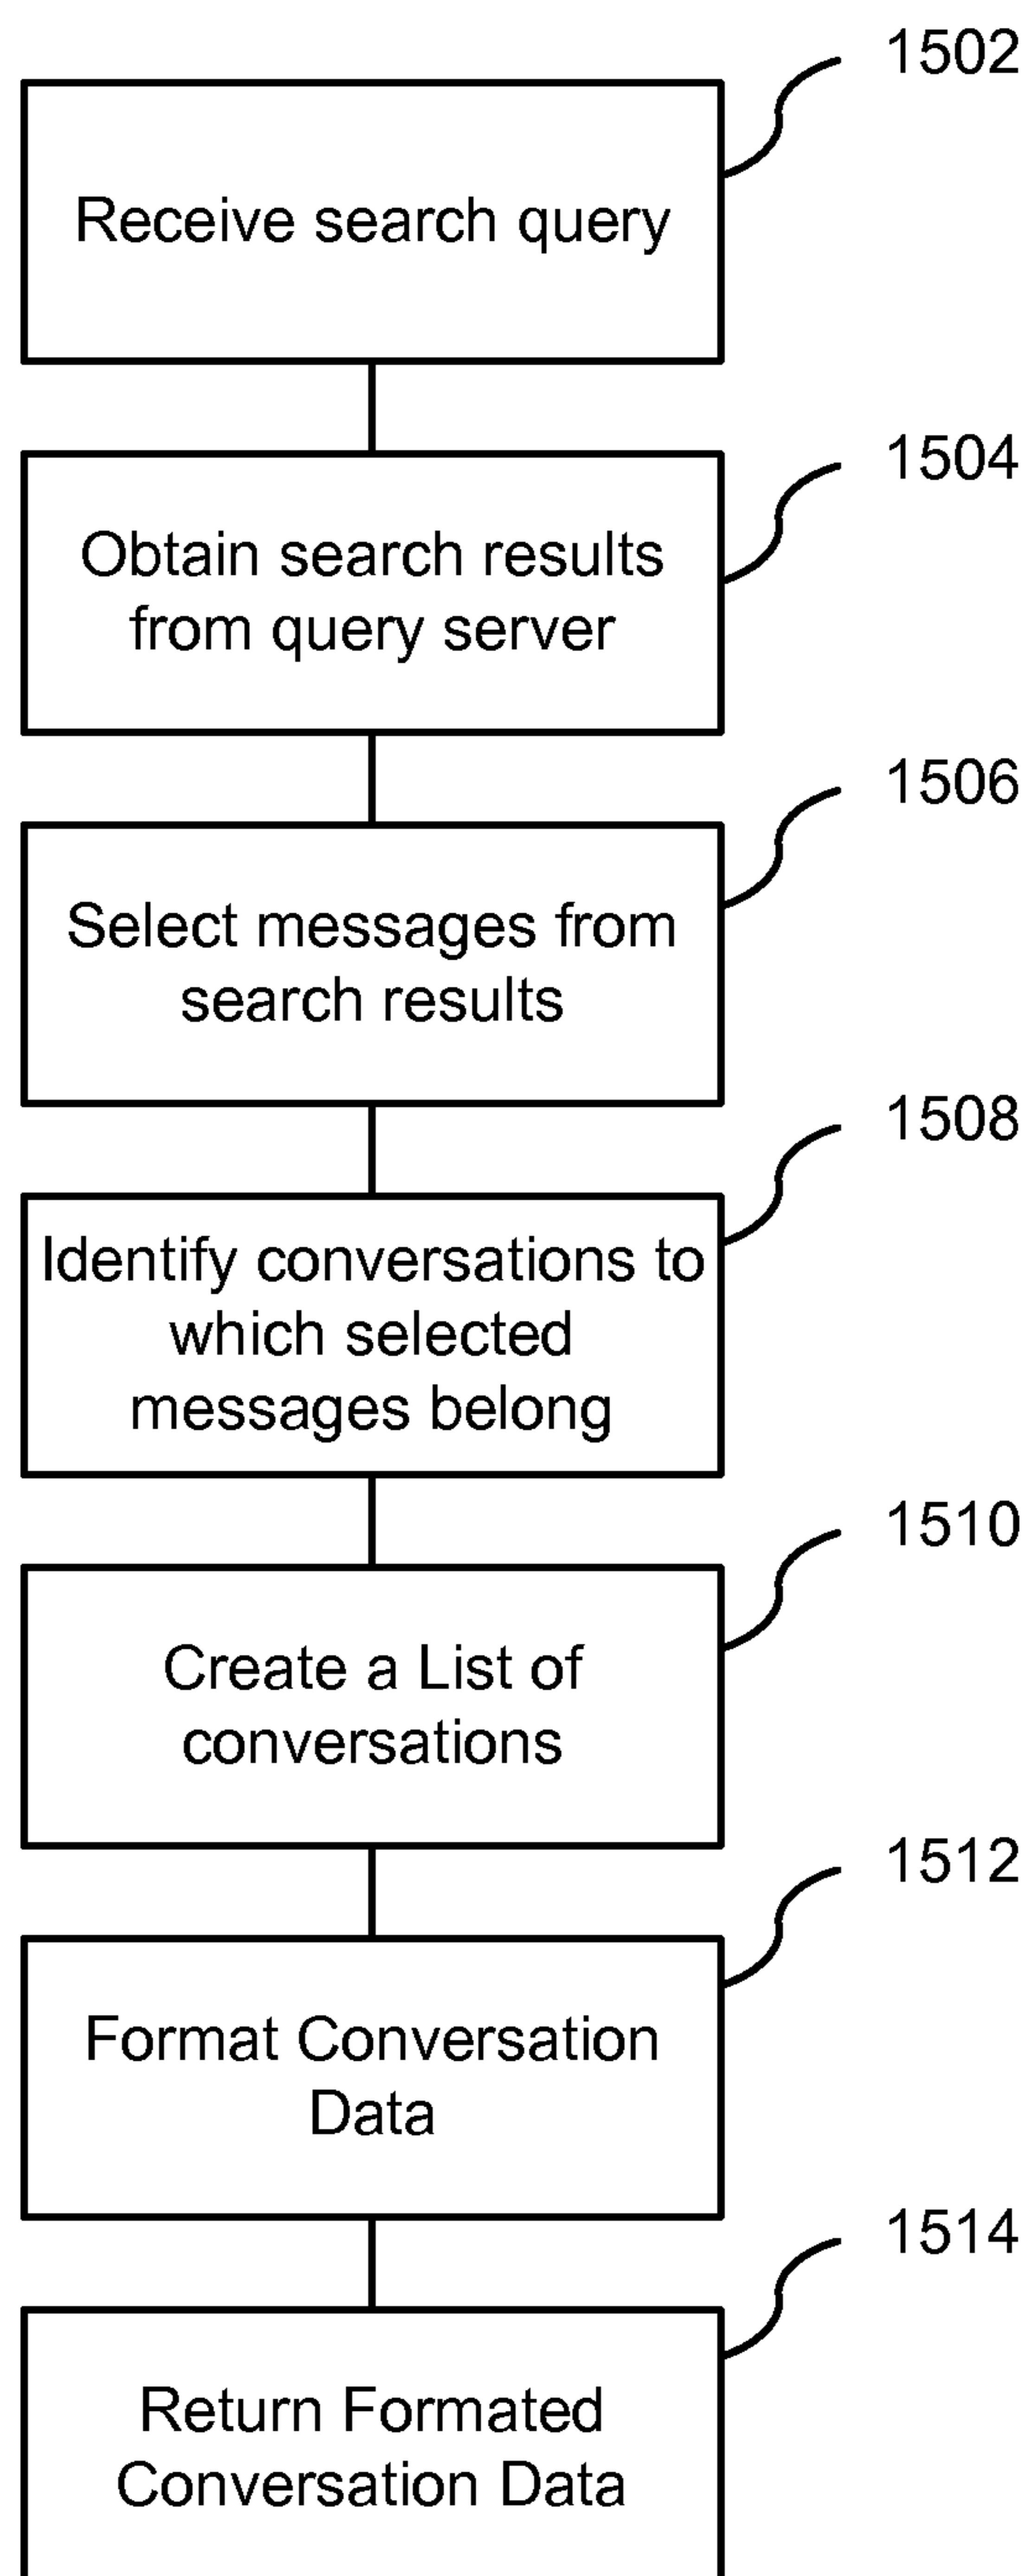 1502
Receive search query
1504
Obtain search results
from query server
1506
Select messages from
search results
1508
Identify conversations to
which selected
messages belong
1510
Create a List of
conversations
1512
Format Conversation
Data
1514
Return Formated
Conversation Data